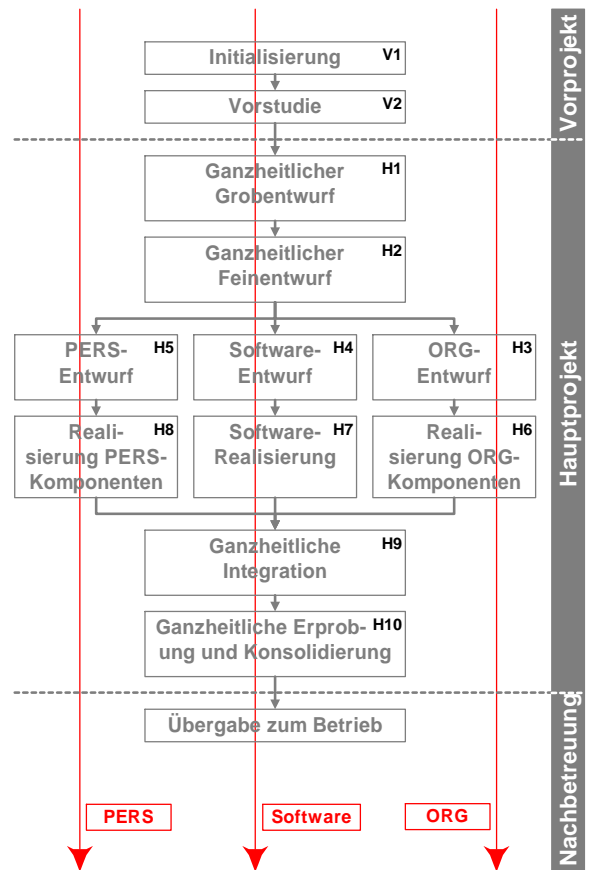 Vorprojekt
Initialisierung V1
Vorstudie V2
Hauptprojekt
Ganzheitlicher H1
Grobentwurf
Ganzheitlicher H2
Feinentwurf
PERS- H5
Entwurf
Software- H4
Entwurf
ORG- H3
Entwurf
Reali- H8
sierung PERS-
Komponenten
Software- H7
Realisierung
Reali- H6
sierung ORG-
Komponenten
Ganzheitliche H9
Integration
Ganzheitliche Erprob- H10
ung und Konsolidierung
Nachbetreuung
Übergabe zum Betrieb
PERS
Software
ORG